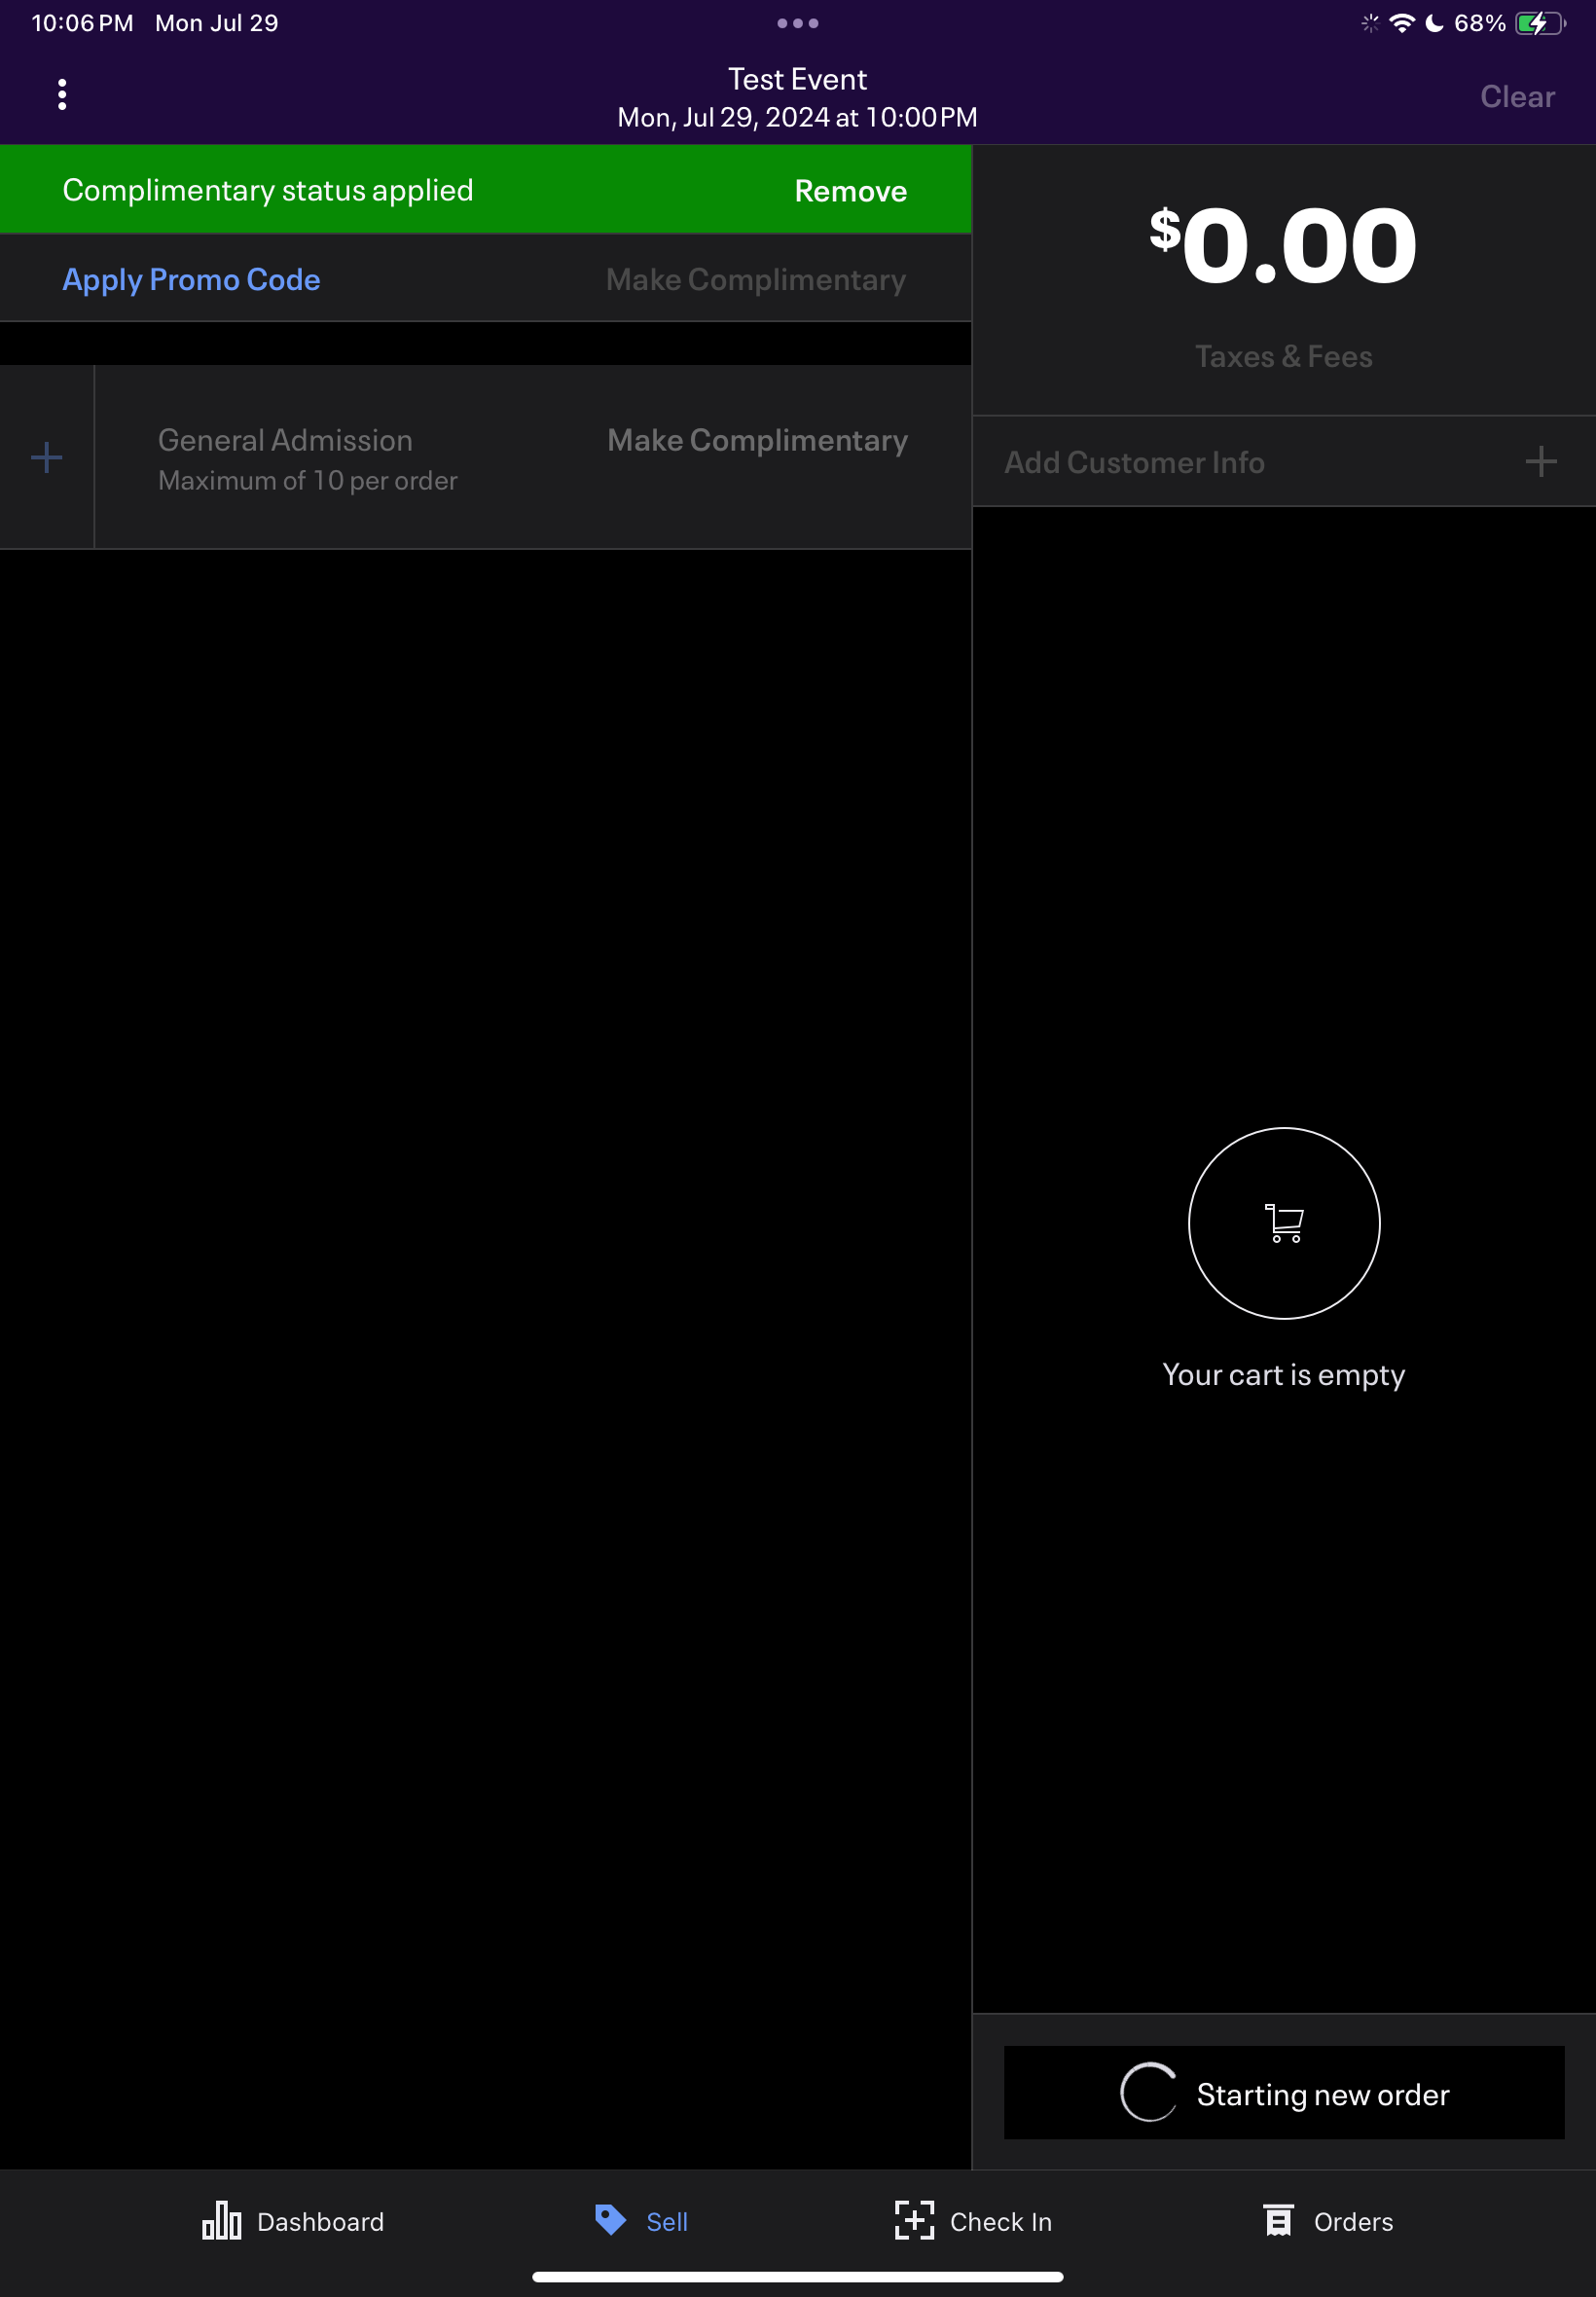 10:06 PM Mon Jul 29
68%
Test Event
Mon, Jul 29, 2024 at 10:00 PM
Clear
Complimentary status applied
Remove
Apply Promo Code
Make Complimentary
General Admission
Maximum of 10 per order
Make Complimentary
$0.00
Taxes & Fees
Add Customer Info
Your cart is empty
Starting new order
Dashboard
Sell
Check In
Orders